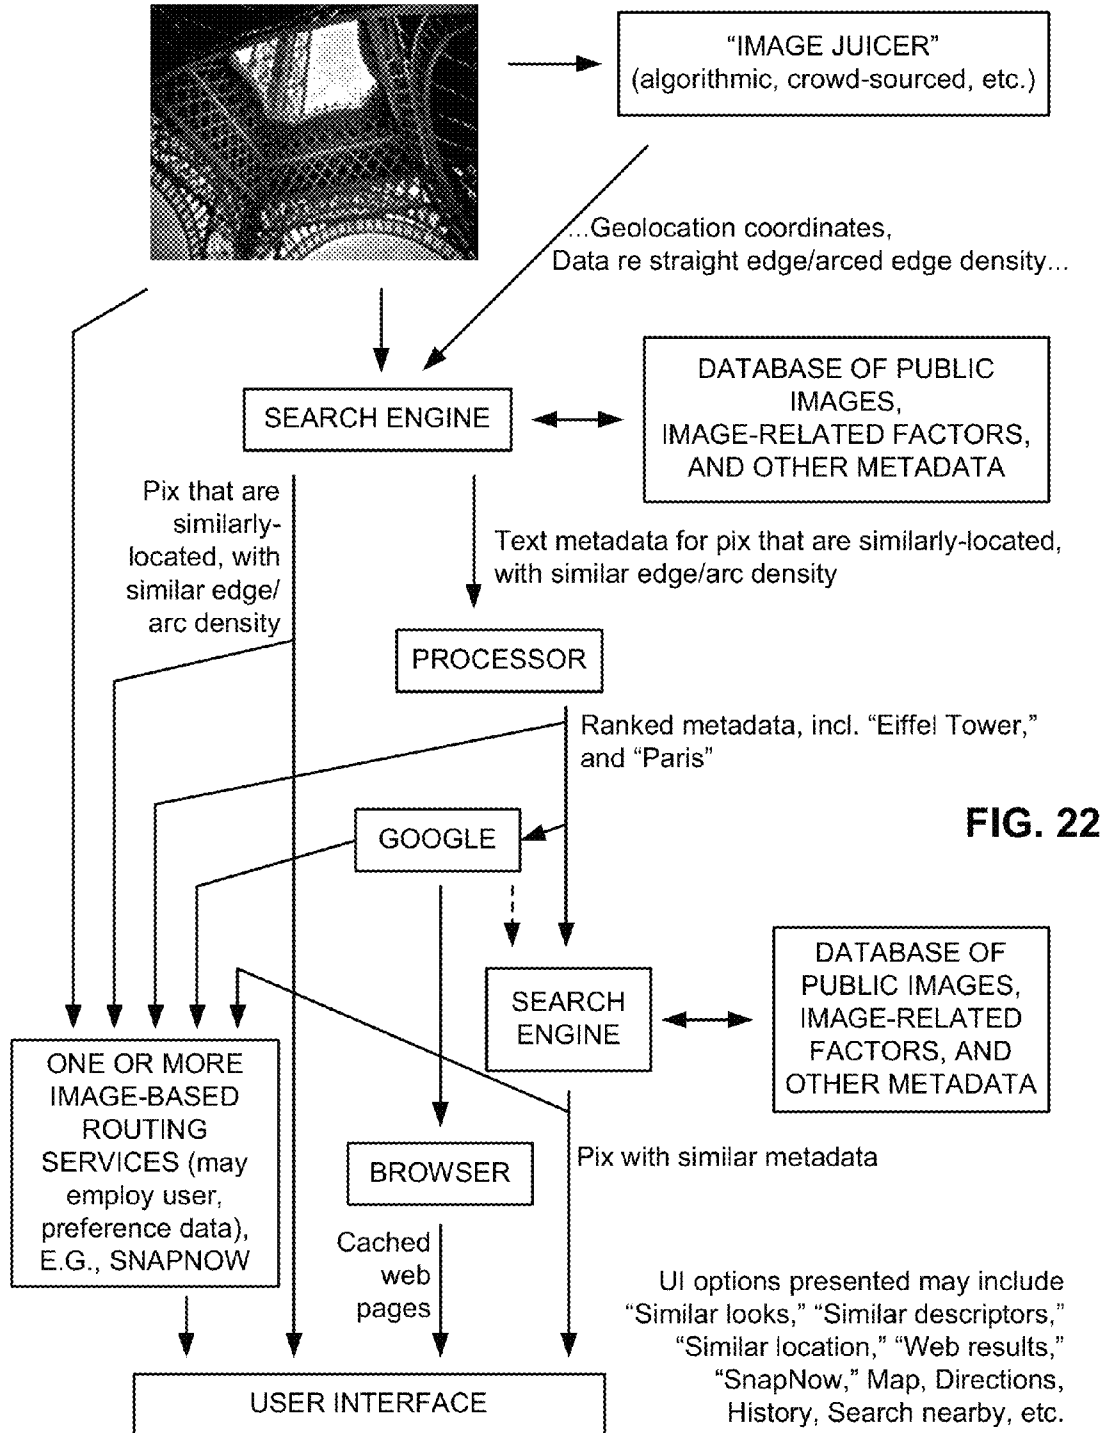 “IMAGE JUICER”
(algorithmic, crowd-sourced, etc.)
...Geolocation coordinates,
Data re straight edge/arced edge density...
SEARCH ENGINE
DATABASE OF PUBLIC
IMAGES,
IMAGE-RELATED FACTORS,
AND OTHER METADATA
Pix that are
similarly-
located, with
similar edge/
arc density
Text metadata for pix that are similarly-located,
with similar edge/arc density
PROCESSOR
Ranked metadata, incl. “Eiffel Tower,”
and “Paris”
GOOGLE
FIG. 22
SEARCH
ENGINE
DATABASE OF
PUBLIC IMAGES,
IMAGE-RELATED
FACTORS, AND
OTHER METADATA
ONE OR MORE
IMAGE-BASED
ROUTING
SERVICES (may
employ user,
preference data),
E.G., SNAPNOW
BROWSER
Pix with similar metadata
Cached
web
pages
UI options presented may include
“Similar looks,” “Similar descriptors,”
“Similar location,” “Web results,”
“SnapNow,” Map, Directions,
History, Search nearby, etc.
USER INTERFACE